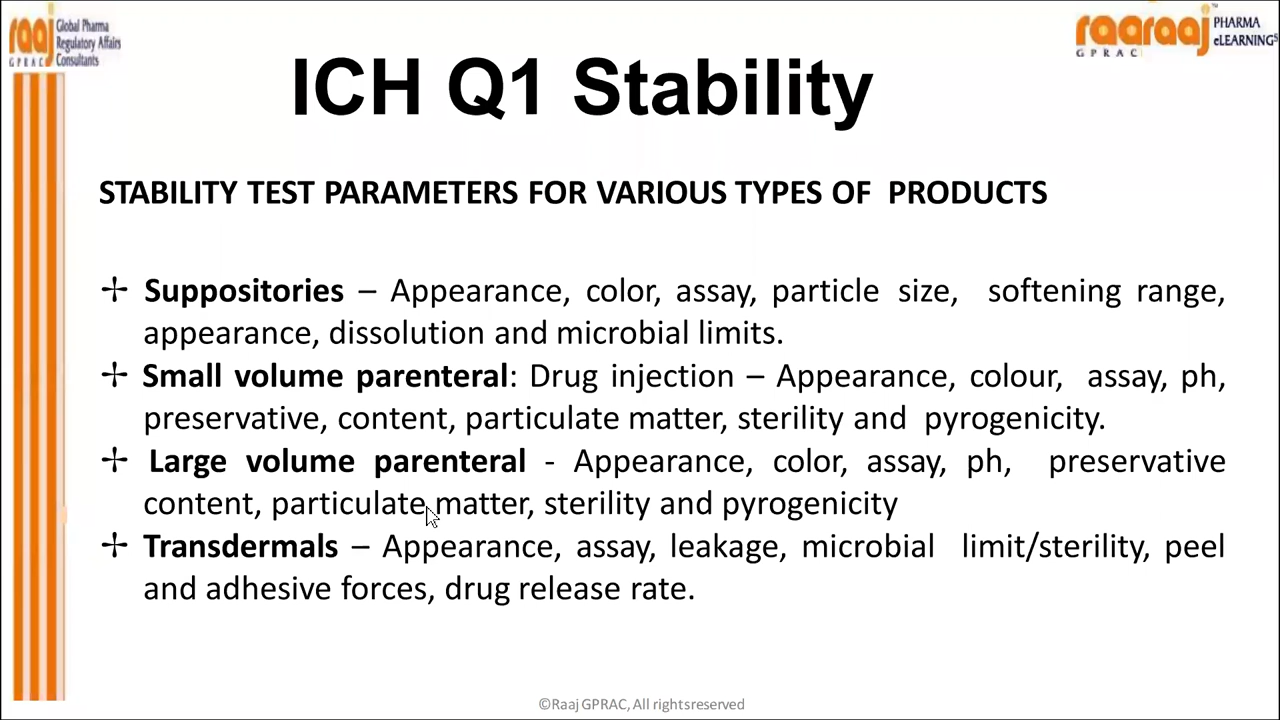 raaj Global Pharma
Regulatory Affairs
GPRAC Consultants
raaraaj PHARMA
GPRAC eLEARNINGS
™
ICH Q1 Stability
STABILITY TEST PARAMETERS FOR VARIOUS TYPES OF PRODUCTS
✢ Suppositories – Appearance, color, assay, particle size, softening range,
appearance, dissolution and microbial limits.
✢ Small volume parenteral: Drug injection – Appearance, colour, assay, ph,
preservative, content, particulate matter, sterility and pyrogenicity.
✢ Large volume parenteral - Appearance, color, assay, ph, preservative
content, particulate matter, sterility and pyrogenicity
✢ Transdermals – Appearance, assay, leakage, microbial limit/sterility, peel
and adhesive forces, drug release rate.
©Raaj GPRAC, All rightsreserved